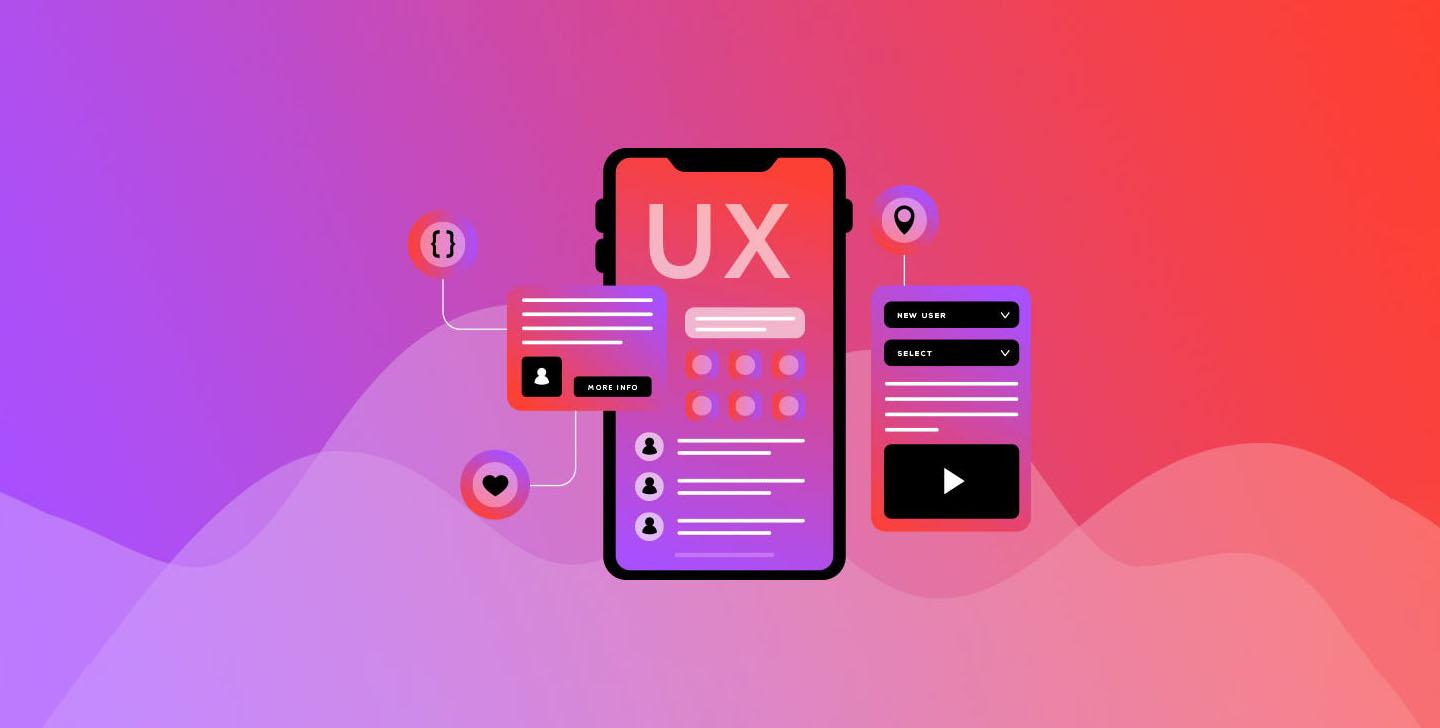 UX
{ }
MORE INFO
NEW USER
SELECT